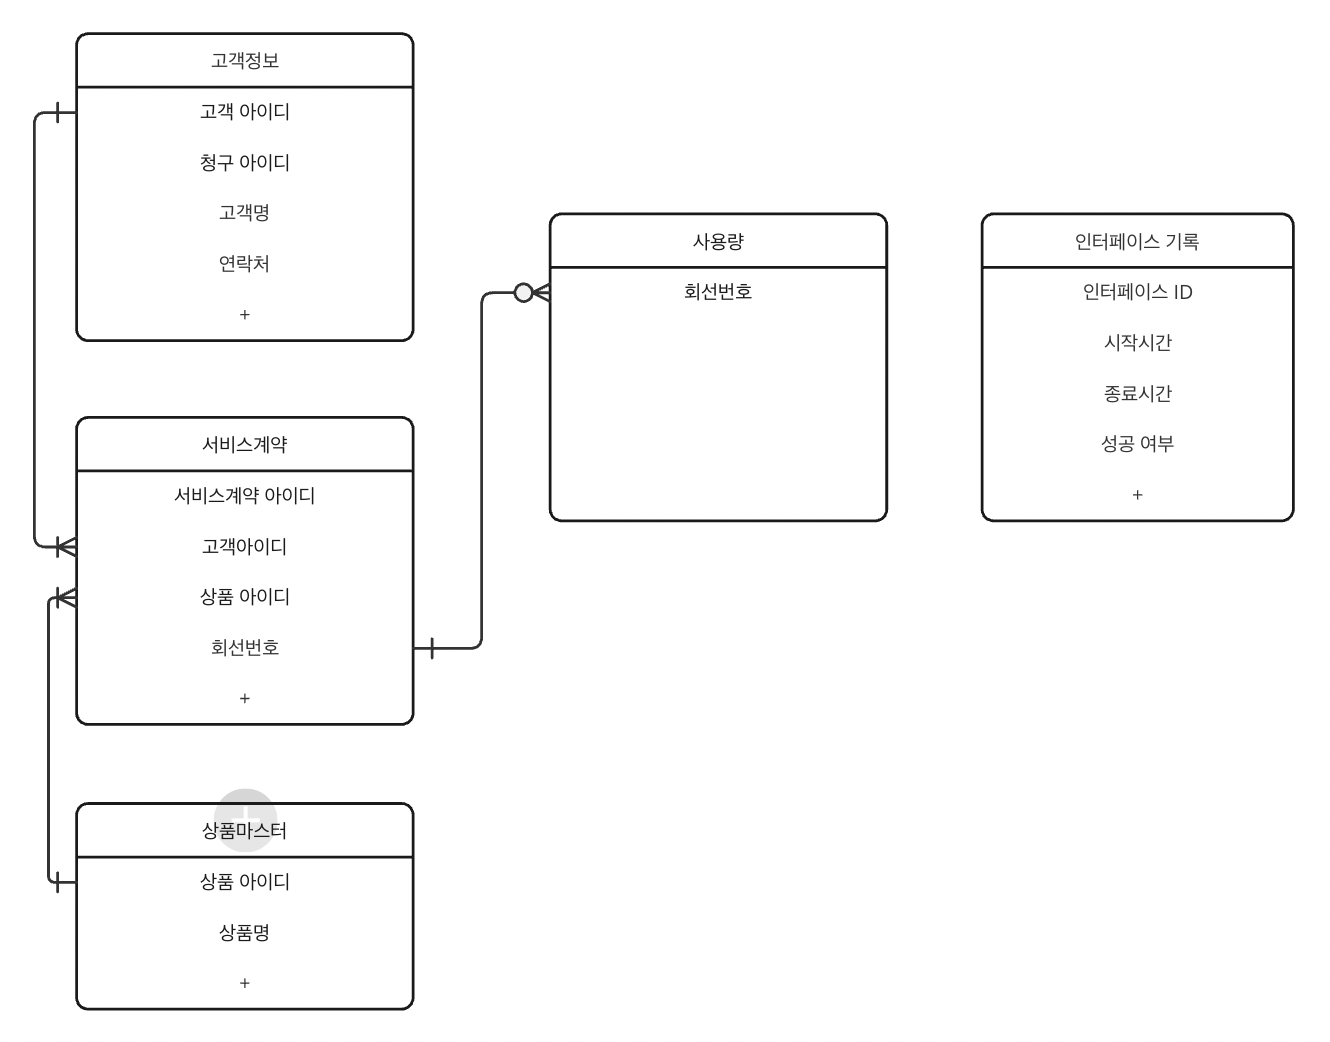 고객정보
고객 아이디
청구 아이디
고객명
연락처
+
서비스계약
서비스계약 아이디
고객아이디
상품 아이디
회선번호
+
상품마스터
상품 아이디
상품명
+
사용량
회선번호
인터페이스 기록
인터페이스 ID
시작시간
종료시간
성공 여부
+